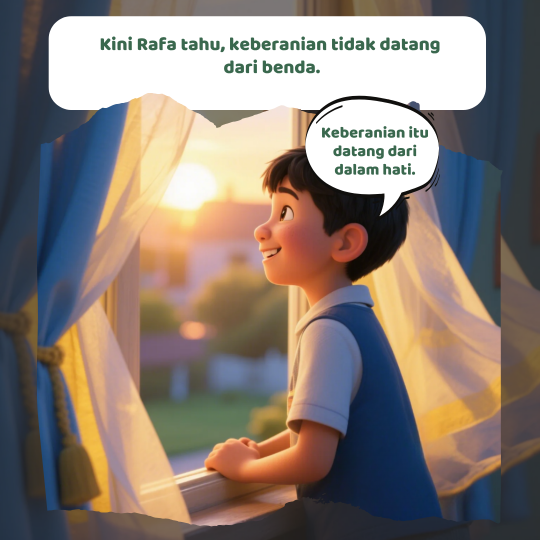 Kini Rafa tahu, keberanian tidak datang
dari benda.
Keberanian itu
datang dari
dalam hati.